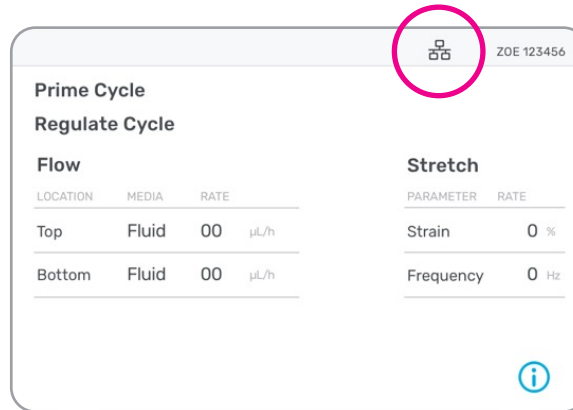 ZOE 123456
Prime Cycle
Regulate Cycle
Flow
LOCATION MEDIA RATE
Top Fluid 00 µL/h
Bottom Fluid 00 µL/h
Stretch
PARAMETER RATE
Strain 0 %
Frequency 0 Hz